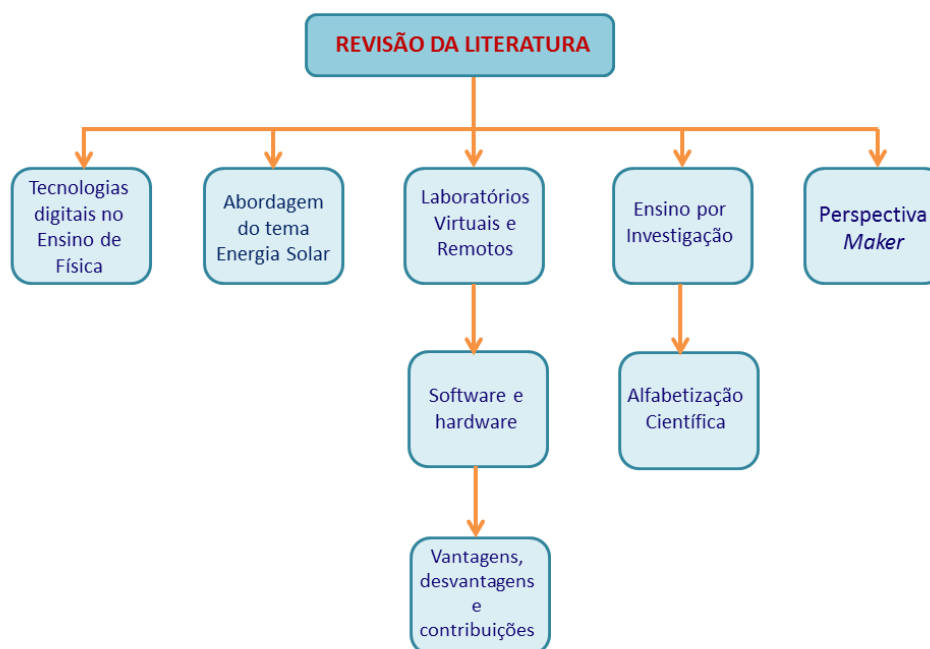 REVISÃO DA LITERATURA
Tecnologias
digitais no
Ensino de
Física
Abordagem
do tema
Energia Solar
Laboratórios
Virtuais e
Remotos
Ensino por
Investigação
Perspectiva
Maker
Software e
hardware
Alfabetização
Científica
Vantagens,
desvantagens
e
contribuições